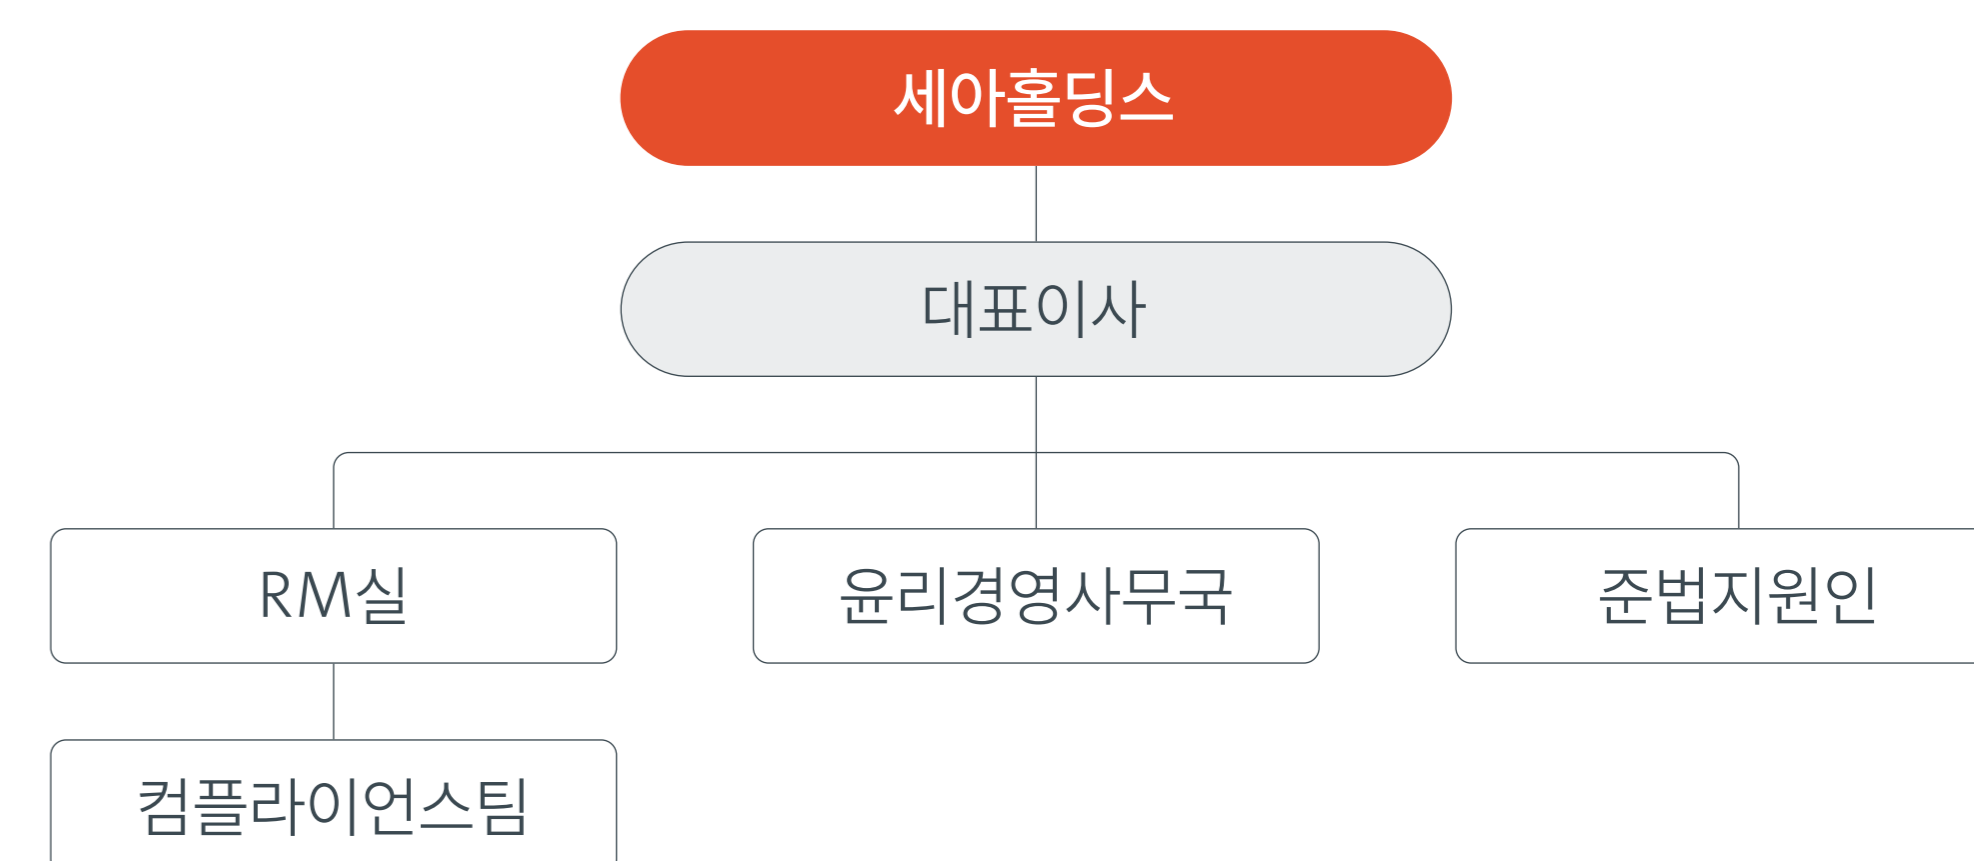 세아홀딩스
대표이사
RM실
윤리경영사무국
준법지원인
컴플라이언스팀